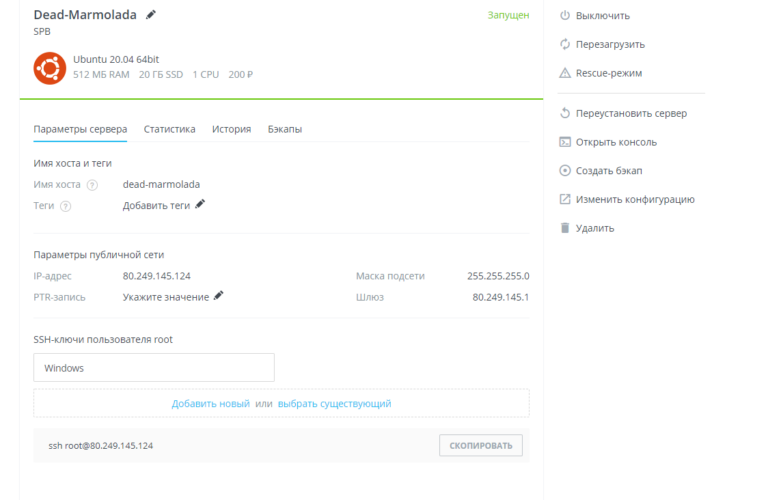 Dead-Marmolada
Запущен
SPB
Ubuntu 20.04 64bit
512 МБ RAM 20 ГБ SSD 1 CPU 200 ₽
Параметры сервера Статистика История Бэкапы
Имя хоста и теги
Имя хоста ? dead-marmolada
Теги ? Добавить теги
Параметры публичной сети
IP-адрес 80.249.145.124 Маска подсети 255.255.255.0
PTR-запись Укажите значение Шлюз 80.249.145.1
SSH-ключи пользователя root
Windows
Добавить новый или выбрать существующий
ssh root@80.249.145.124 СКОПИРОВАТЬ
Выключить
Перезагрузить
Rescue-режим
Переустановить сервер
Открыть консоль
Создать бэкап
Изменить конфигурацию
Удалить